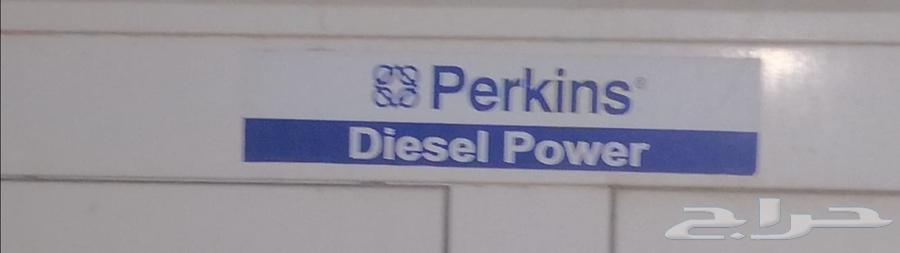 Perkins®
Diesel Power
حراج